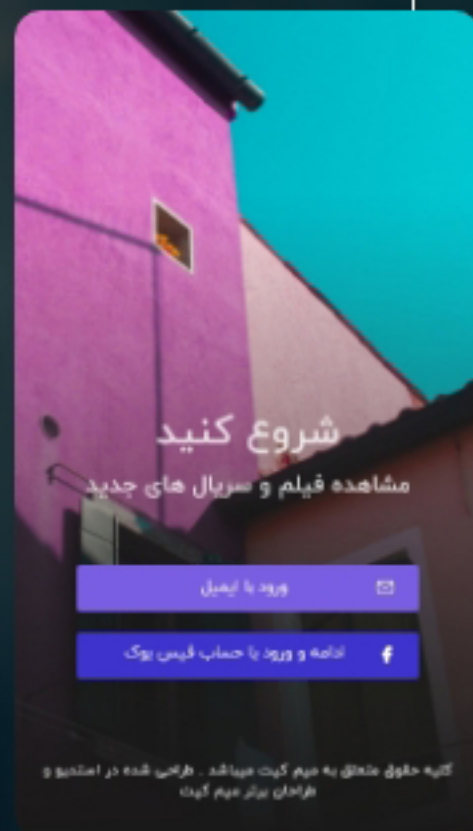 شروع کنید
مشاهده فیلم و سریال های جدید
ورود با ایمیل
ادامه و ورود با حساب فیس بوک
کلیه حقوق متعلق به میم کیت میباشد . طراحی شده در استدیو و
طراحان برتر میم کیت